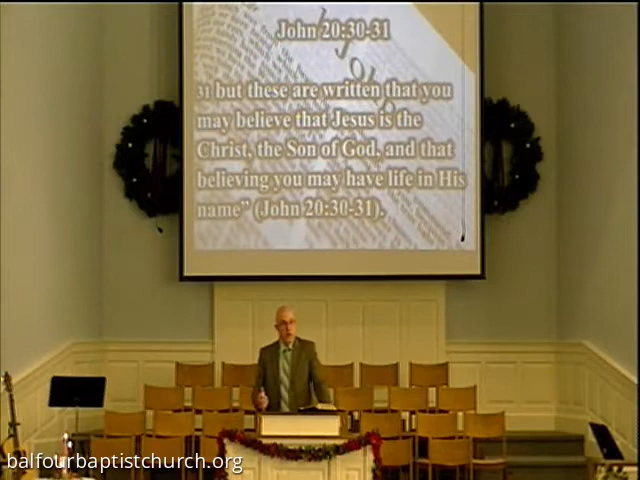 John 20:30-31
31 but these are written that you
may believe that Jesus is the
Christ, the Son of God, and that
believing you may have life in His
name” (John 20:30-31).
balfourbaptistchurch.org